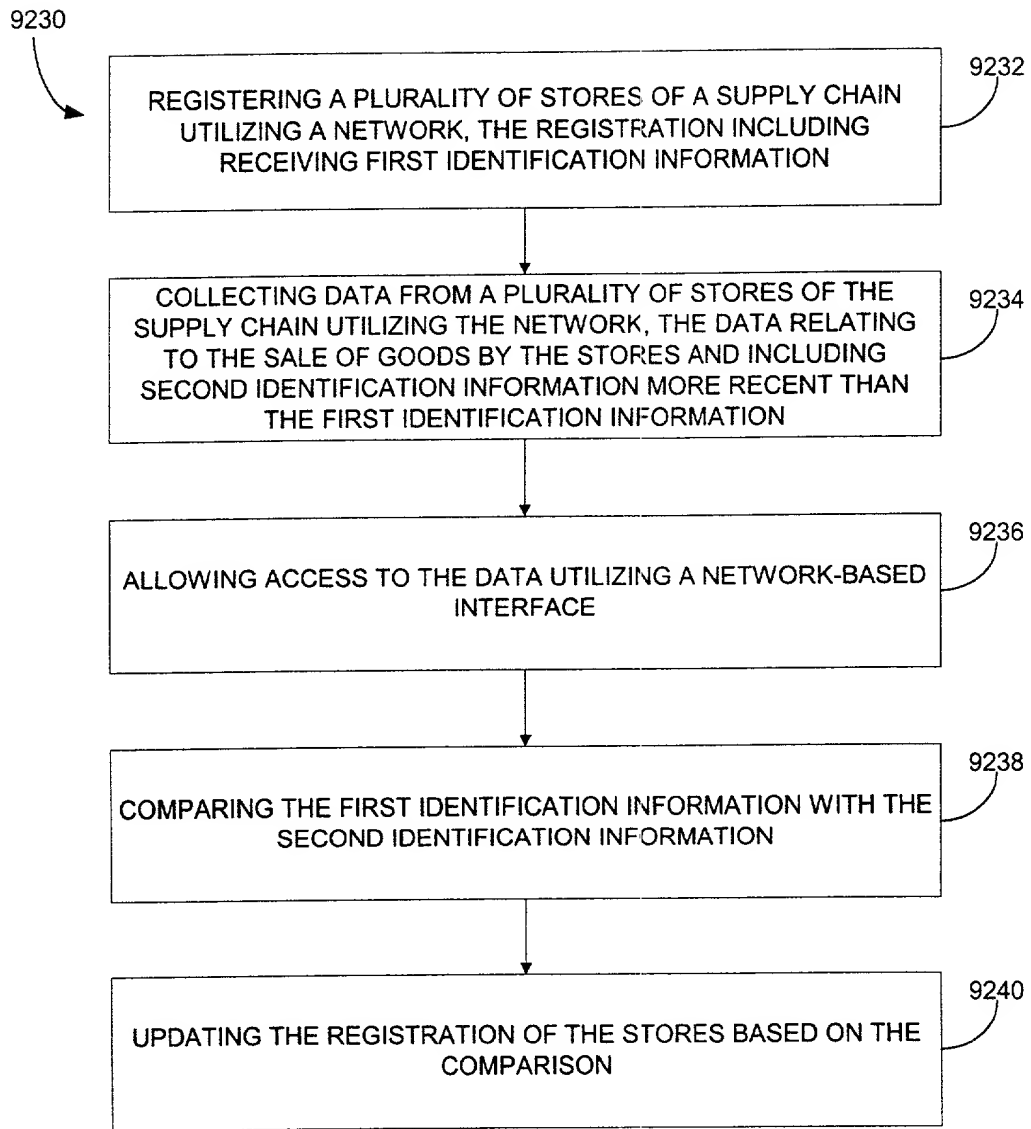 9230
9232
REGISTERING A PLURALITY OF STORES OF A SUPPLY CHAIN
UTILIZING A NETWORK, THE REGISTRATION INCLUDING
RECEIVING FIRST IDENTIFICATION INFORMATION
9234
COLLECTING DATA FROM A PLURALITY OF STORES OF THE
SUPPLY CHAIN UTILIZING THE NETWORK, THE DATA RELATING
TO THE SALE OF GOODS BY THE STORES AND INCLUDING
SECOND IDENTIFICATION INFORMATION MORE RECENT THAN
THE FIRST IDENTIFICATION INFORMATION
9236
ALLOWING ACCESS TO THE DATA UTILIZING A NETWORK-BASED
INTERFACE
9238
COMPARING THE FIRST IDENTIFICATION INFORMATION WITH THE
SECOND IDENTIFICATION INFORMATION
9240
UPDATING THE REGISTRATION OF THE STORES BASED ON THE
COMPARISON